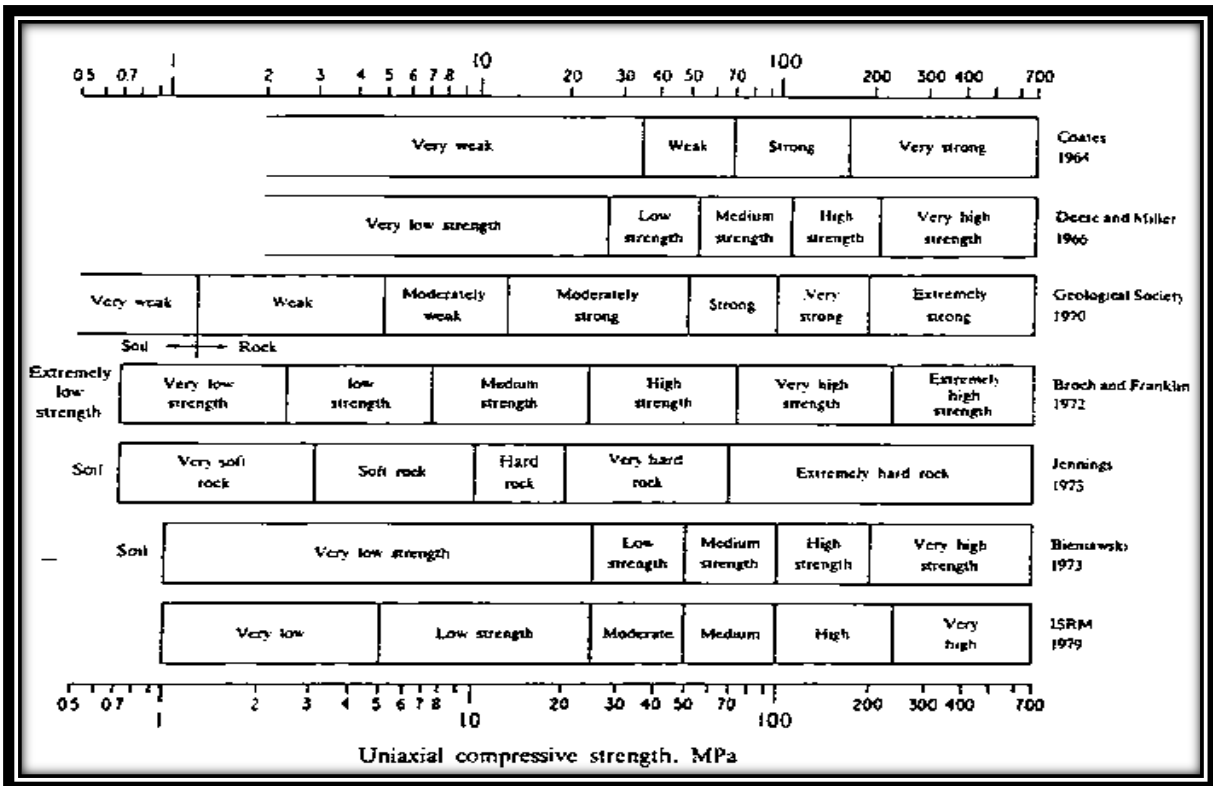 1 10 100
0.5 0.7 2 3 4 5 6 7 8 20 30 40 50 70 200 300 400 700
Very weak Weak Strong Very strong Coates
1964
Very low strength Low Medium High Very high Deere and Miller
strength strength strength strength 1966
Very weak Weak Moderately Moderately Strong Very Extremely Geological Society
weak strong strong strong 1970
Soil Rock
Extremely
low
strength
Very low low Medium High Very high Extremely Broch and Franklin
strength strength strength strength strength high 1972
strength
Soil Very soft Soft rock Hard Very hard Extremely hard rock Jennings
rock rock rock 1973
Soil Very low strength Low Medium High Very high Bieniawski
strength strength strength strength 1973
Very low Low strength Moderate Medium High Very ISRM
high 1979
0.5 0.7 2 3 4 5 6 7 8 20 30 40 50 70 200 300 400 700
1 10 100
Uniaxial compressive strength, MPa